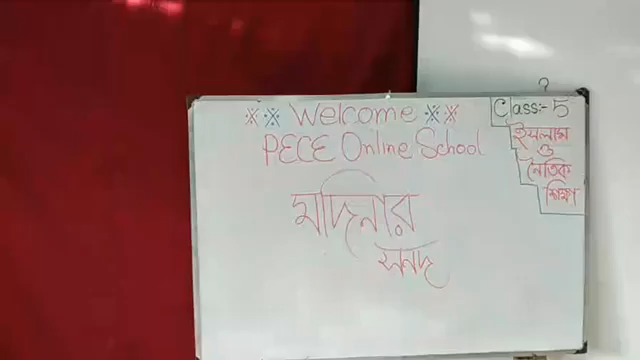 ※※ Welcome ※※
PECE Online School
Class:- 5
ইসলাম
ও
নৈতিক
শিক্ষা
মদিনার
সনদ